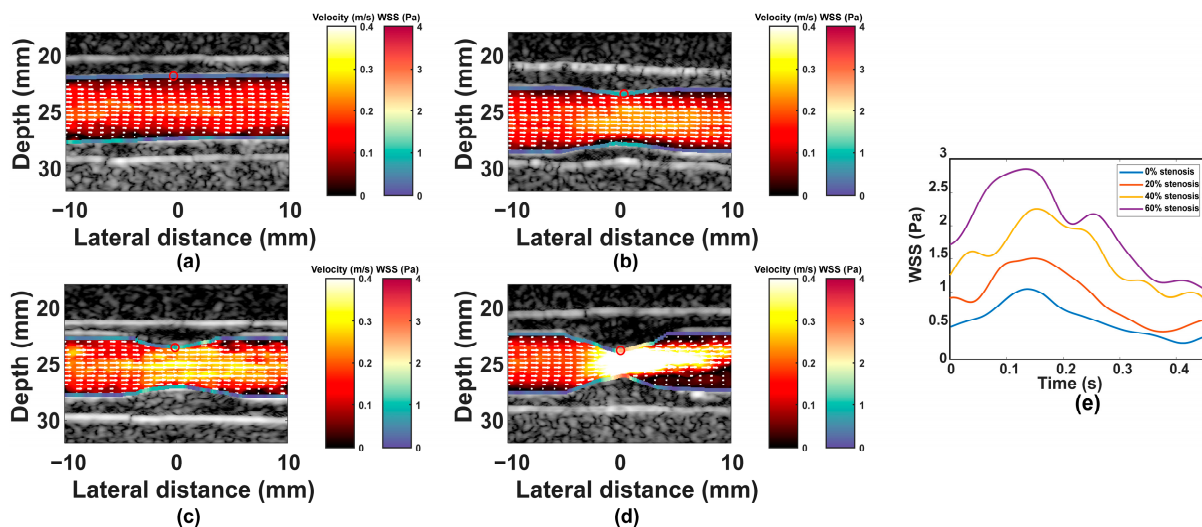 Velocity (m/s) WSS (Pa)
0.4 4
0.3 3
0.2 2
0.1 1
0 0
Depth (mm)
20
25
30
−10 0 10
Lateral distance (mm)
(a)
Velocity (m/s) WSS (Pa)
0.4 4
0.3 3
0.2 2
0.1 1
0 0
Depth (mm)
20
25
30
−10 0 10
Lateral distance (mm)
(b)
Velocity (m/s) WSS (Pa)
0.4 4
0.3 3
0.2 2
0.1 1
0 0
Depth (mm)
20
25
30
−10 0 10
Lateral distance (mm)
(c)
Velocity (m/s) WSS (Pa)
0.4 4
0.3 3
0.2 2
0.1 1
0 0
Depth (mm)
20
25
30
−10 0 10
Lateral distance (mm)
(d)
WSS (Pa)
3
2.5
2
1.5
1
0.5
0
0% stenosis
20% stenosis
40% stenosis
60% stenosis
0 0.1 0.2 0.3 0.4
Time (s)
(e)